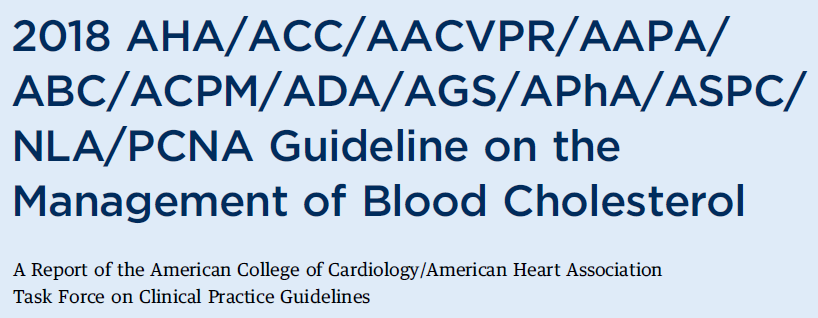 2018 AHA/ACC/AACVPR/AAPA/
ABC/ACPM/ADA/AGS/APhA/ASPC/
NLA/PCNA Guideline on the
Management of Blood Cholesterol
A Report of the American College of Cardiology/American Heart Association
Task Force on Clinical Practice Guidelines